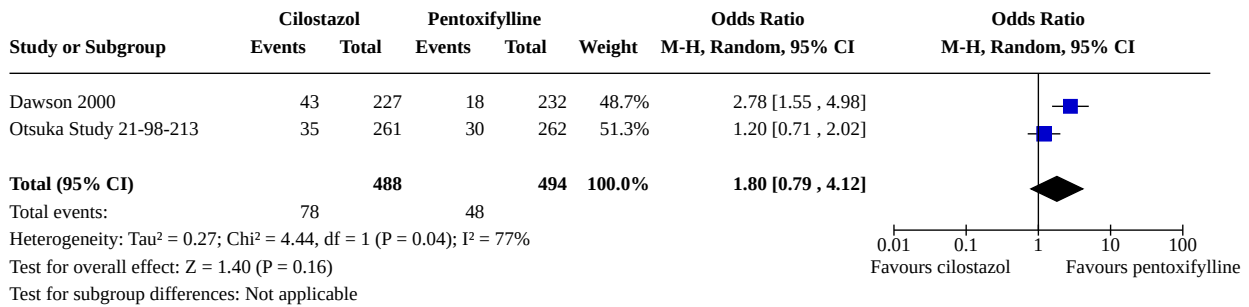 Cilostazol Pentoxifylline Odds Ratio Odds Ratio
Study or Subgroup Events Total Events Total Weight M-H, Random, 95% CI M-H, Random, 95% CI
Dawson 2000 43 227 18 232 48.7% 2.78 [1.55 , 4.98]
Otsuka Study 21-98-213 35 261 30 262 51.3% 1.20 [0.71 , 2.02]
Total (95% CI) 488 494 100.0% 1.80 [0.79 , 4.12]
Total events: 78 48
Heterogeneity: Tau² = 0.27; Chi² = 4.44, df = 1 (P = 0.04); I² = 77%
0.01 0.1 1 10 100
Test for overall effect: Z = 1.40 (P = 0.16) Favours cilostazol Favours pentoxifylline
Test for subgroup differences: Not applicable